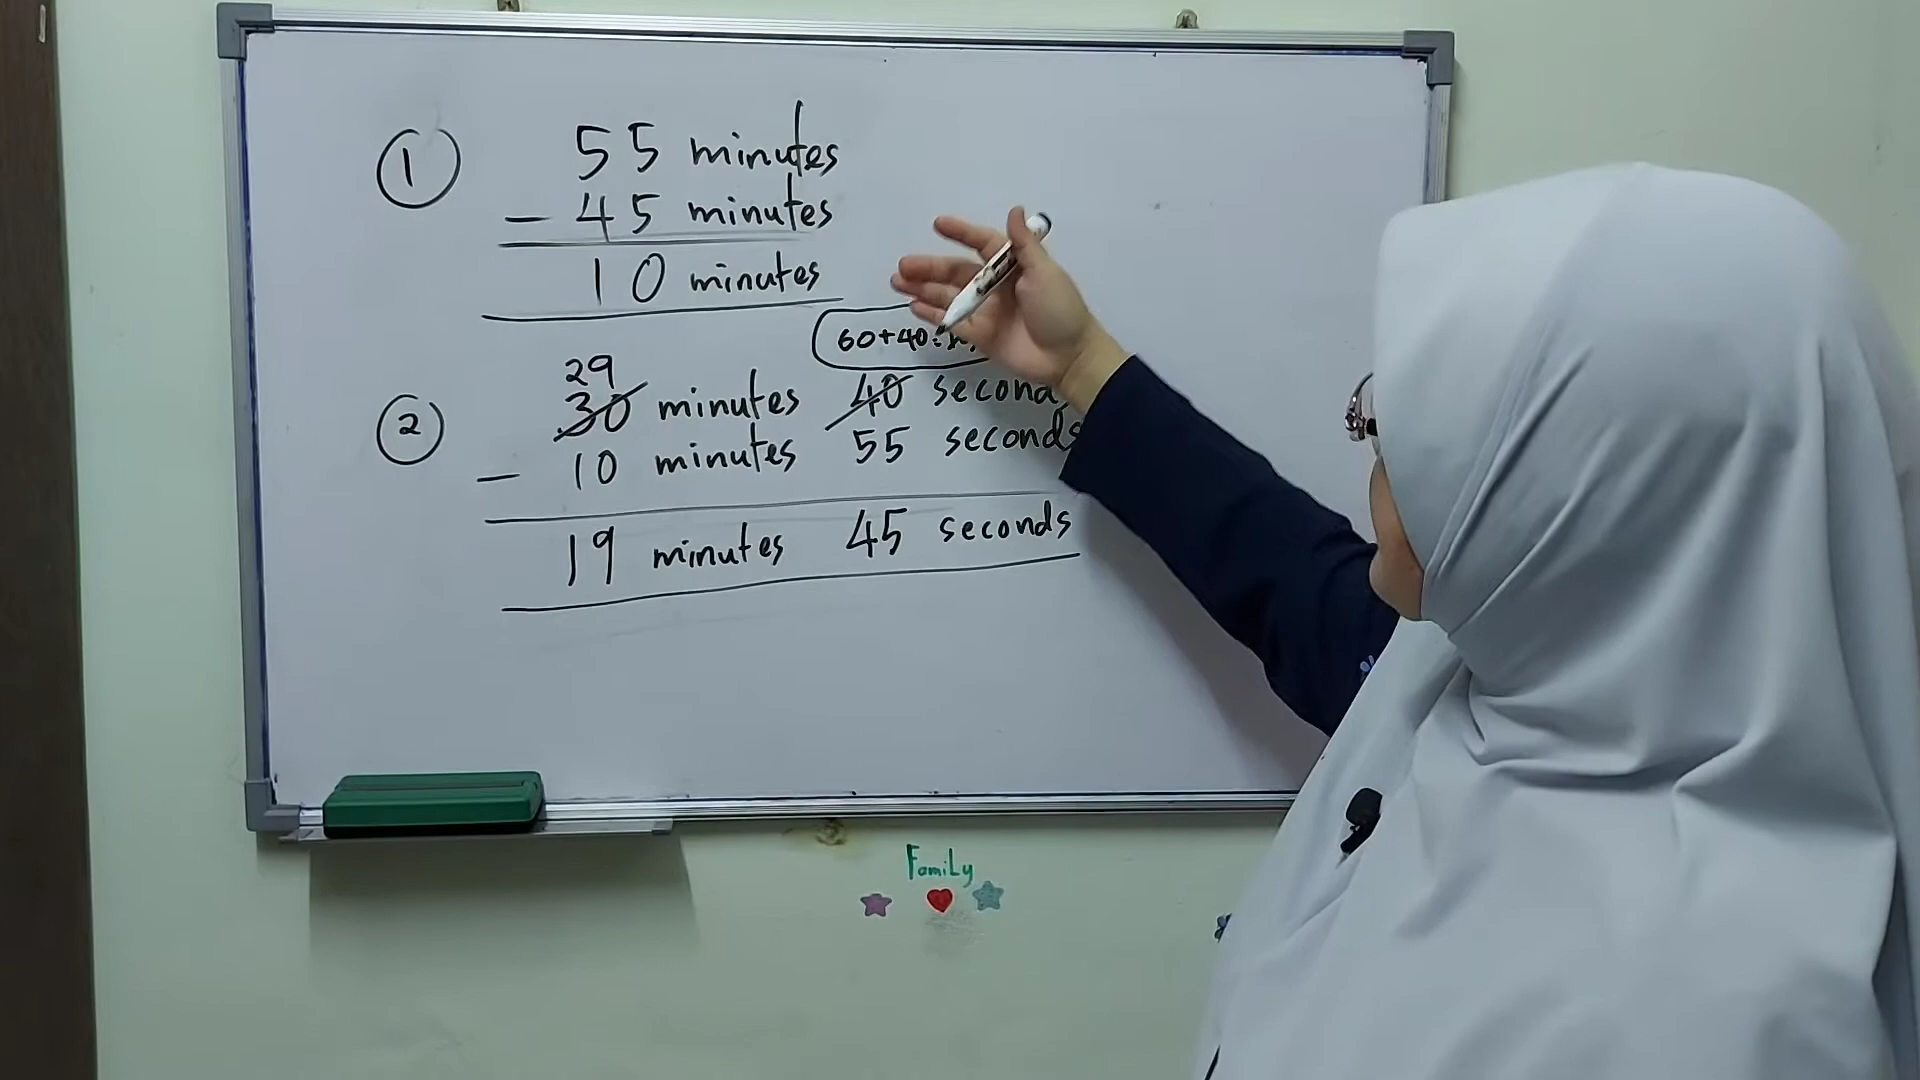 ① 55 minutes
- 45 minutes
10 minutes
60+40=
29
② 30 minutes 40 second
- 10 minutes 55 seconds
19 minutes 45 seconds
FamiLy